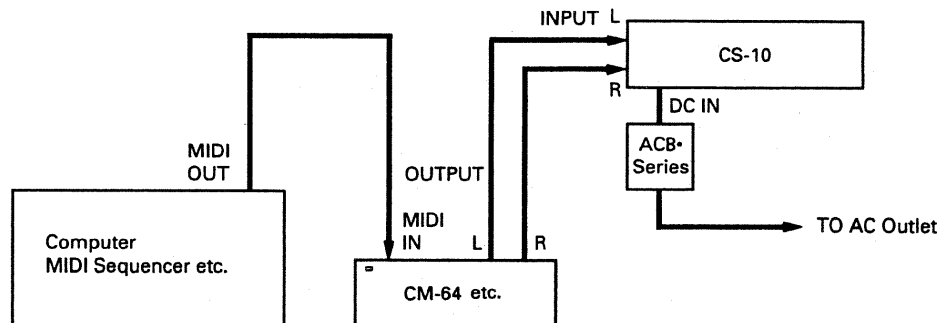 INPUT L
CS-10
R
DC IN
MIDI
OUT
OUTPUT
ACB•
Series
MIDI
IN
L
R
TO AC Outlet
Computer
MIDI Sequencer etc.
CM-64 etc.